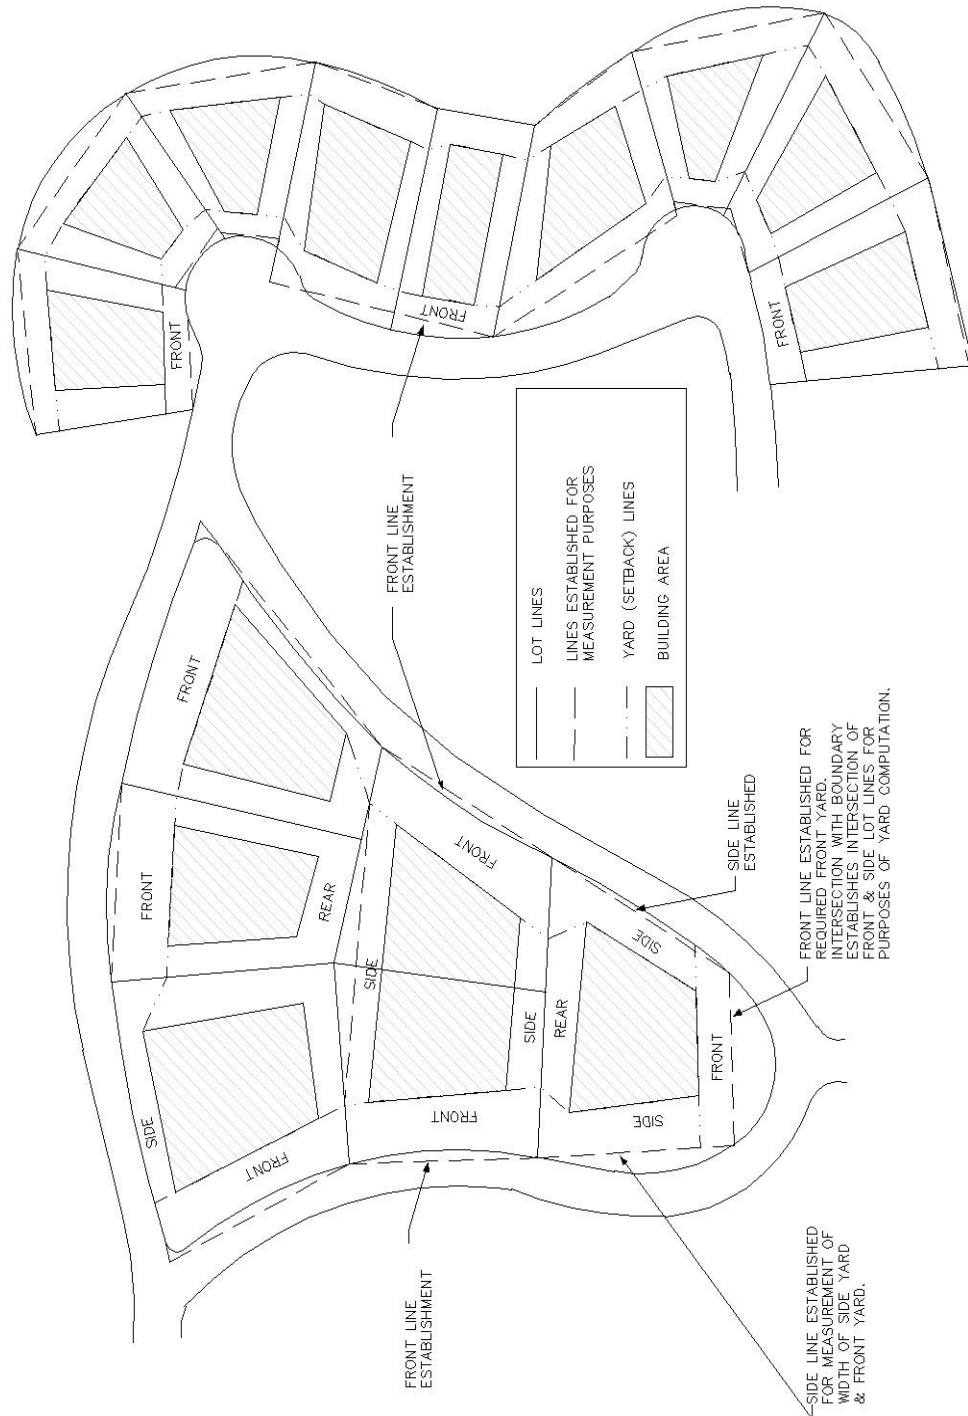 FRONT
FRONT
FRONT
FRONT
FRONT LINE
ESTABLISHMENT
FRONT
FRONT
REAR
SIDE
FRONT
SIDE
FRONT
SIDE
FRONT
REAR
SIDE
SIDE
FRONT
LOT LINES
LINES ESTABLISHED FOR
MEASUREMENT PURPOSES
YARD (SETBACK) LINES
BUILDING AREA
SIDE LINE
ESTABLISHED
FRONT LINE ESTABLISHED FOR
REQUIRED FRONT YARD.
INTERSECTION WITH BOUNDARY
ESTABLISHES INTERSECTION OF
FRONT & SIDE LOT LINES FOR
PURPOSES OF YARD COMPUTATION.
FRONT LINE
ESTABLISHMENT
SIDE LINE ESTABLISHED
FOR MEASUREMENT OF
WIDTH OF SIDE YARD
& FRONT YARD.